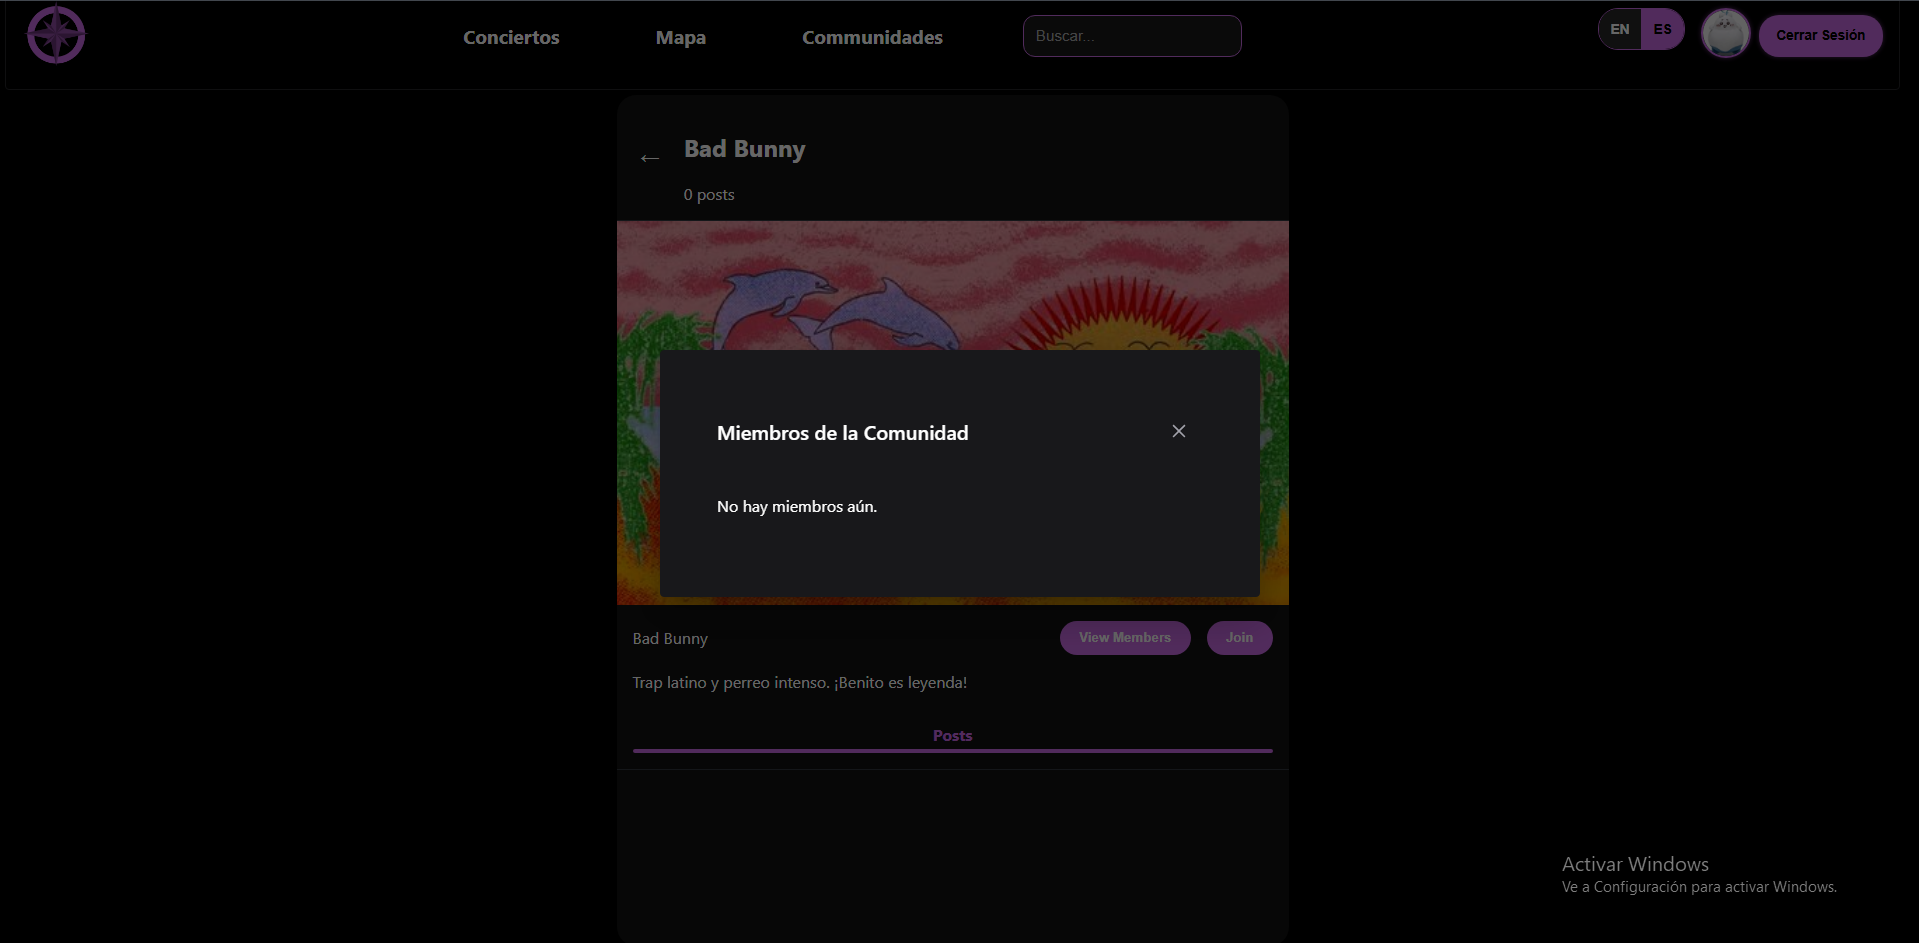 Conciertos
Mapa
Communidades
Buscar...
EN
ES
Cerrar Sesión
←
Bad Bunny
0 posts
Miembros de la Comunidad
No hay miembros aún.
Bad Bunny
View Members
Join
Trap latino y perreo intenso. ¡Benito es leyenda!
Posts
Activar Windows
Ve a Configuración para activar Windows.